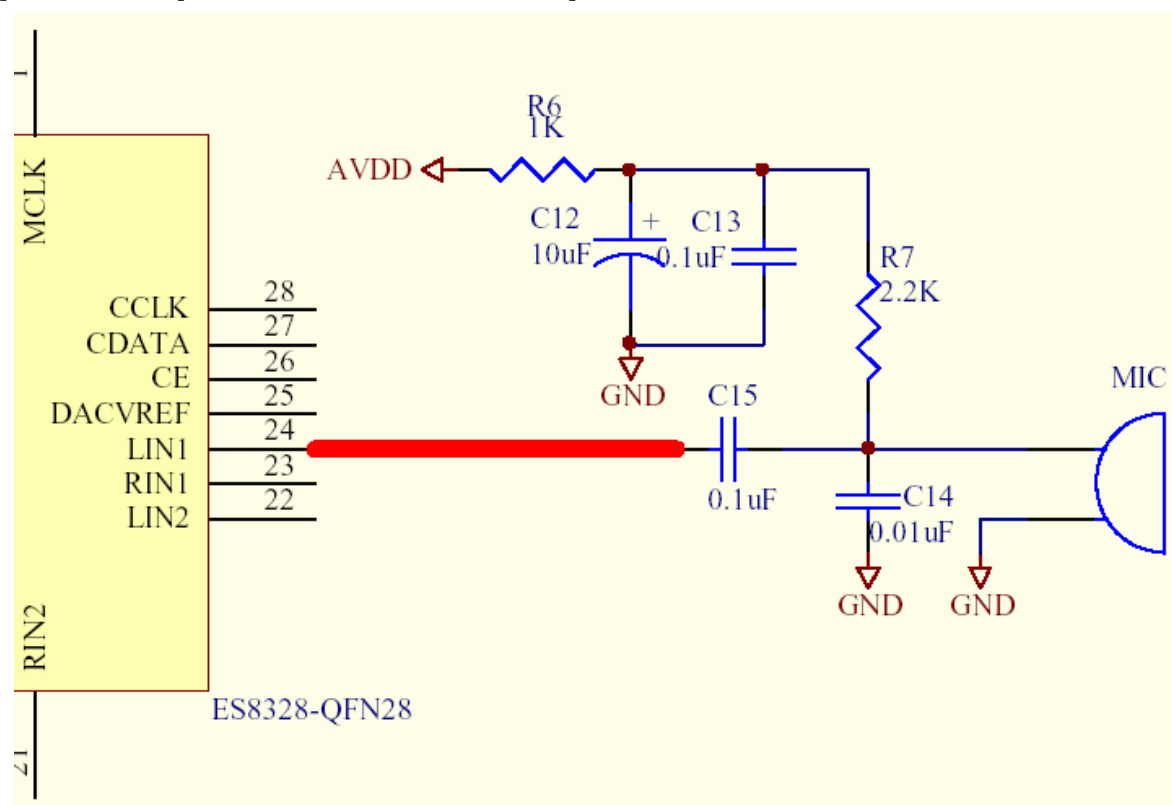 1
MCLK
R6
1K
AVDD
C12
+
10uF
C13
0.1uF
R7
2.2K
GND
CCLK 28
CDATA 27
CE 26
DACVREF 25
LIN1 24
RIN1 23
LIN2 22
C15
0.1uF
MIC
C14
0.01uF
GND
GND
RIN2
21
ES8328-QFN28